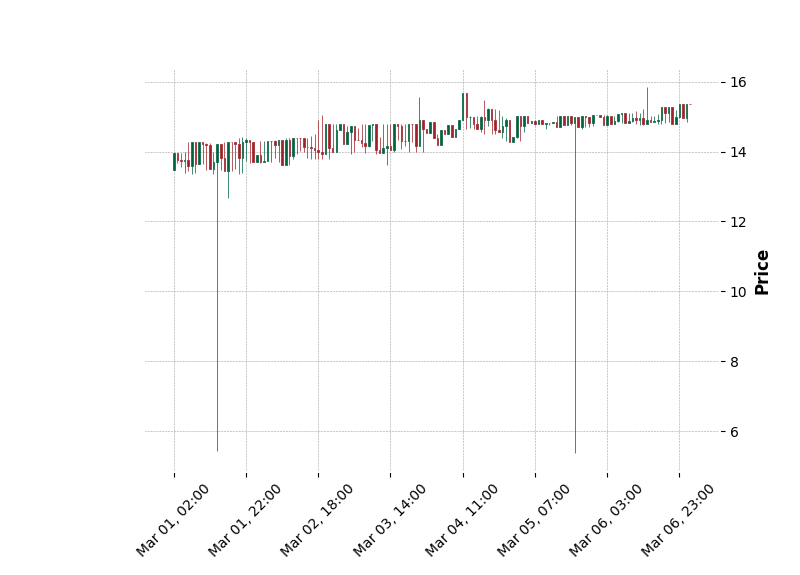 16
14
12
10
8
6
Price
Mar 01, 02:00
Mar 01, 22:00
Mar 02, 18:00
Mar 03, 14:00
Mar 04, 11:00
Mar 05, 07:00
Mar 06, 03:00
Mar 06, 23:00